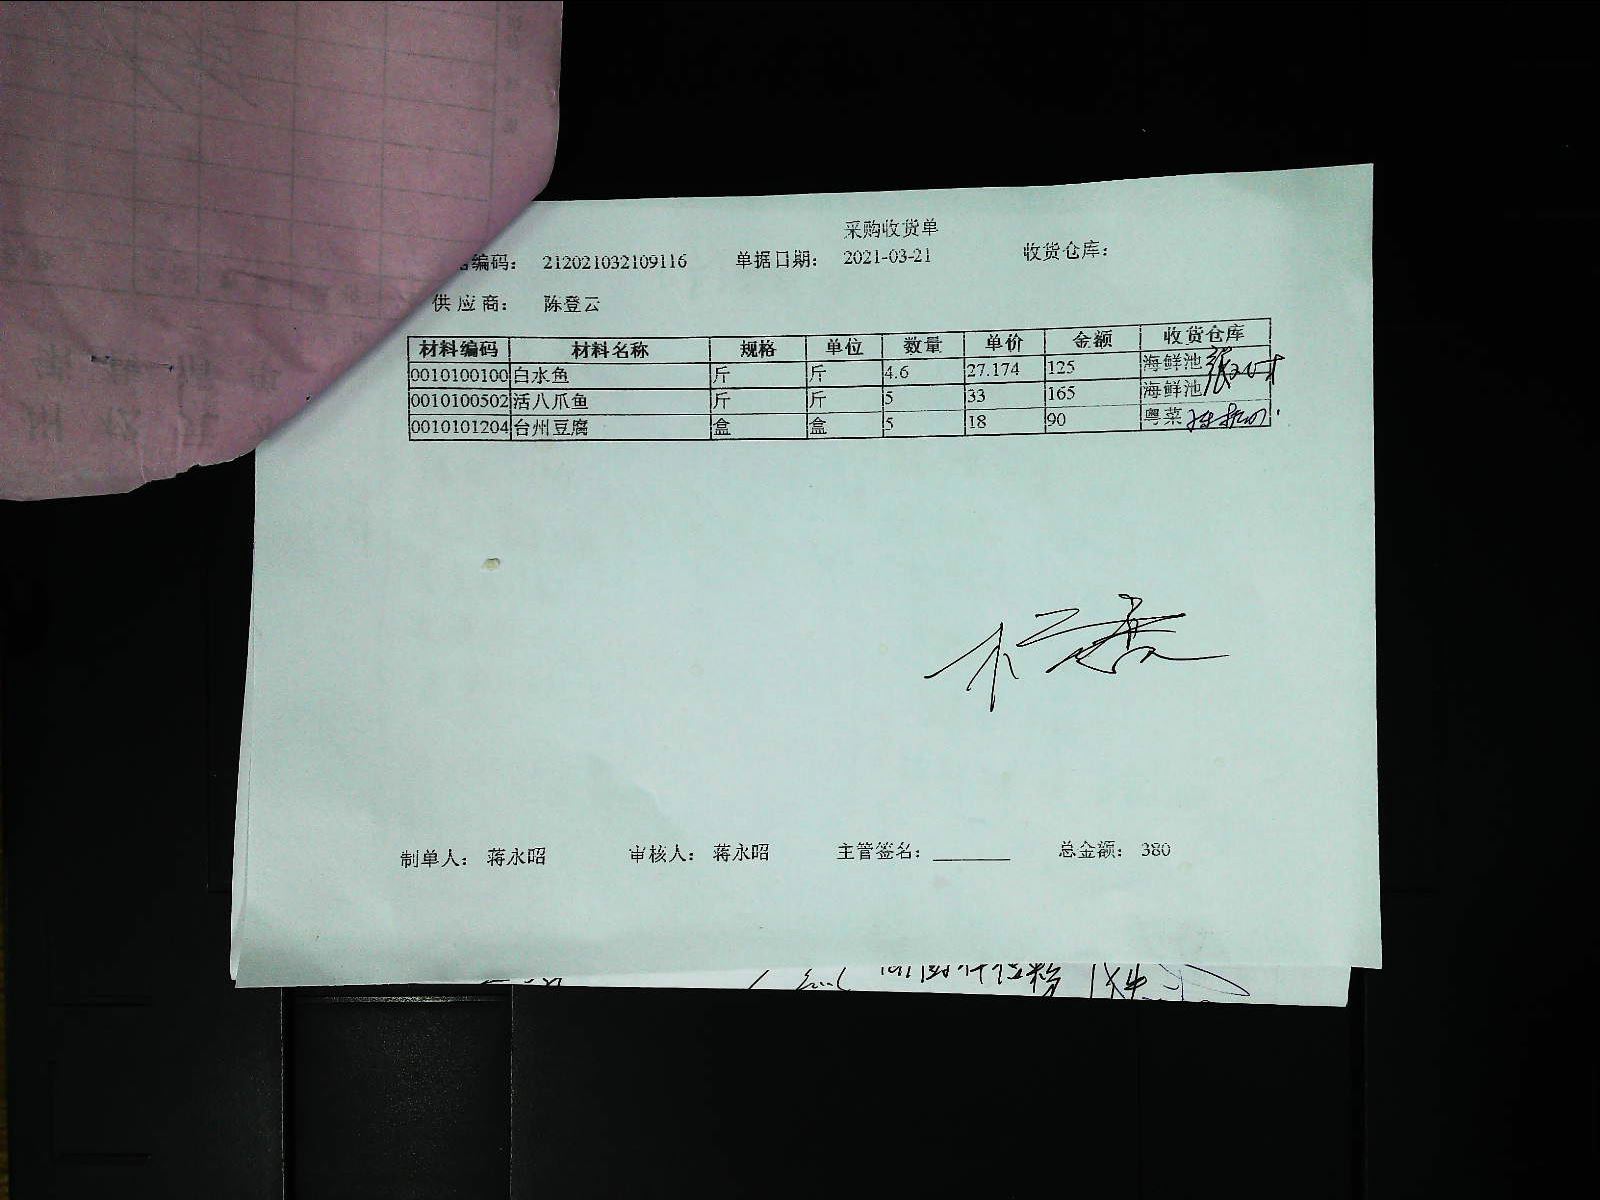 采购收货单
编码： 212021032109116 单据日期： 2021-03-21 收货仓库：
供应商： 陈登云
材料编码 材料名称 规格 单位 数量 单价 金额 收货仓库
0010100100 白水鱼 斤 斤 4.6 27.174 125 海鲜池
0010100502 活八爪鱼 斤 斤 5 33 165 海鲜池
0010101204 台州豆腐 盒 盒 5 18 90 粤菜
制单人： 蒋永昭 审核人： 蒋永昭 主管签名： 总金额： 380